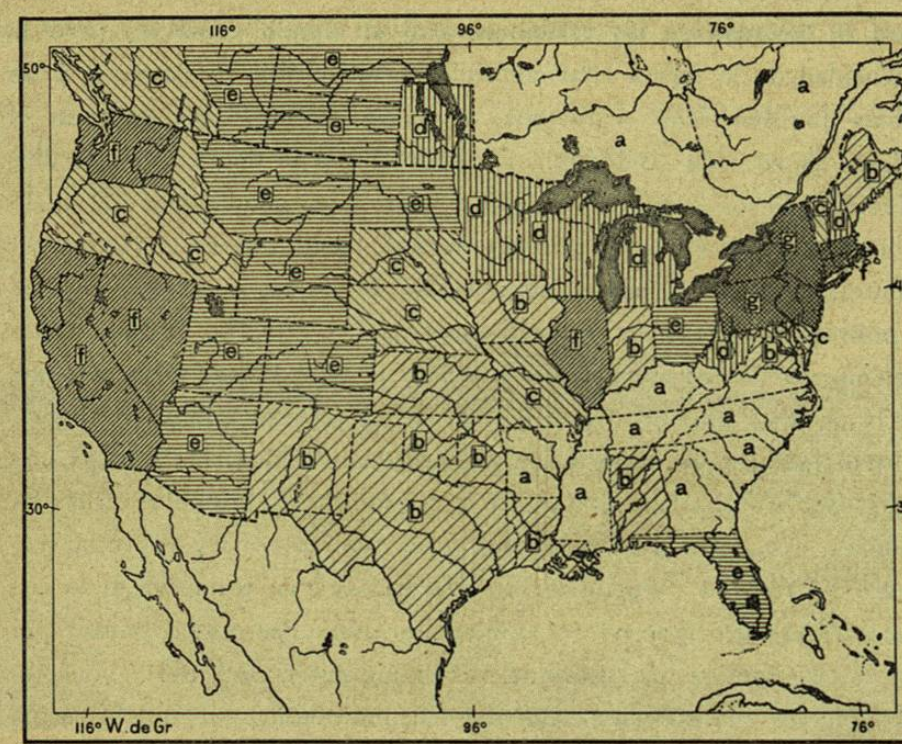 116° 96° 76°
50° c e e a
e d a
f b
e c d
c e d d g
c e c b g
f c b e c
f f b d b
e e b c a
e b a a a
b b a b a
30° b b
e
116° W. de Gr 96° 76°